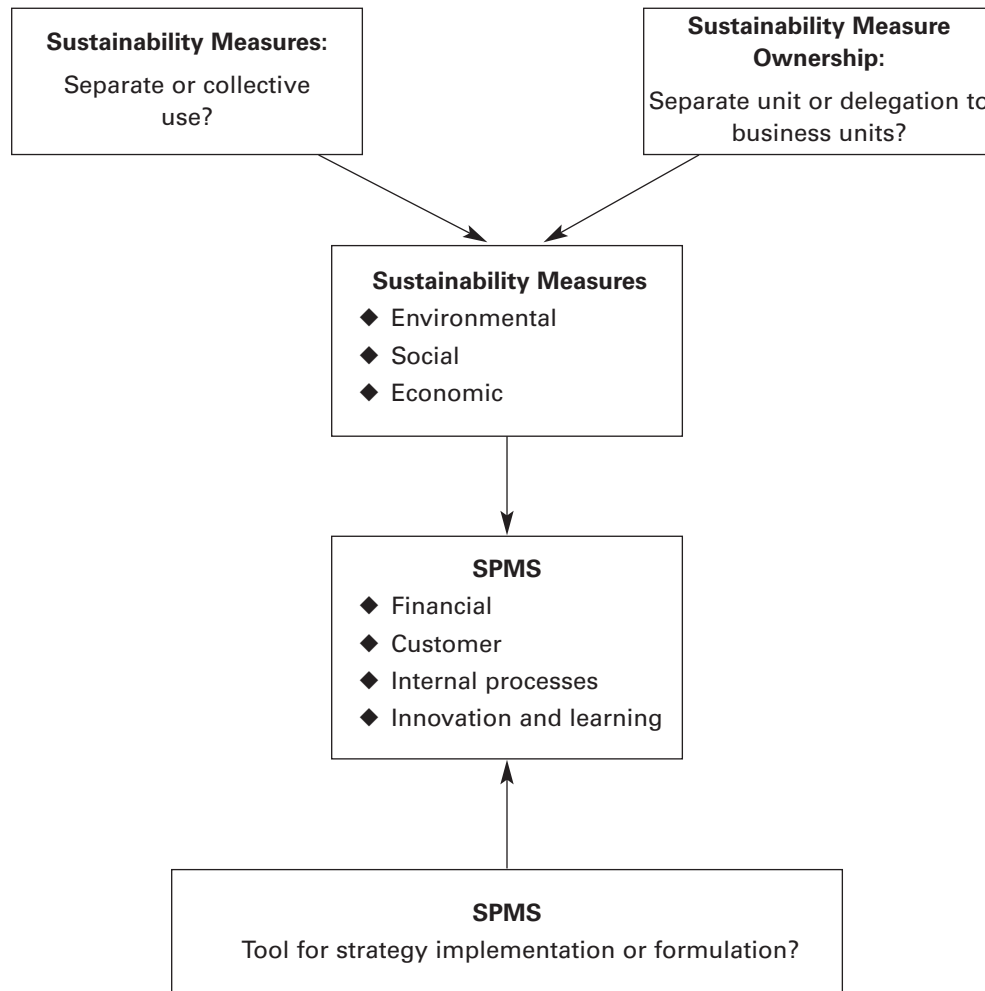 Sustainability Measures:
Separate or collective
use?
Sustainability Measure
Ownership:
Separate unit or delegation to
business units?
Sustainability Measures
◆ Environmental
◆ Social
◆ Economic
SPMS
◆ Financial
◆ Customer
◆ Internal processes
◆ Innovation and learning
SPMS
Tool for strategy implementation or formulation?